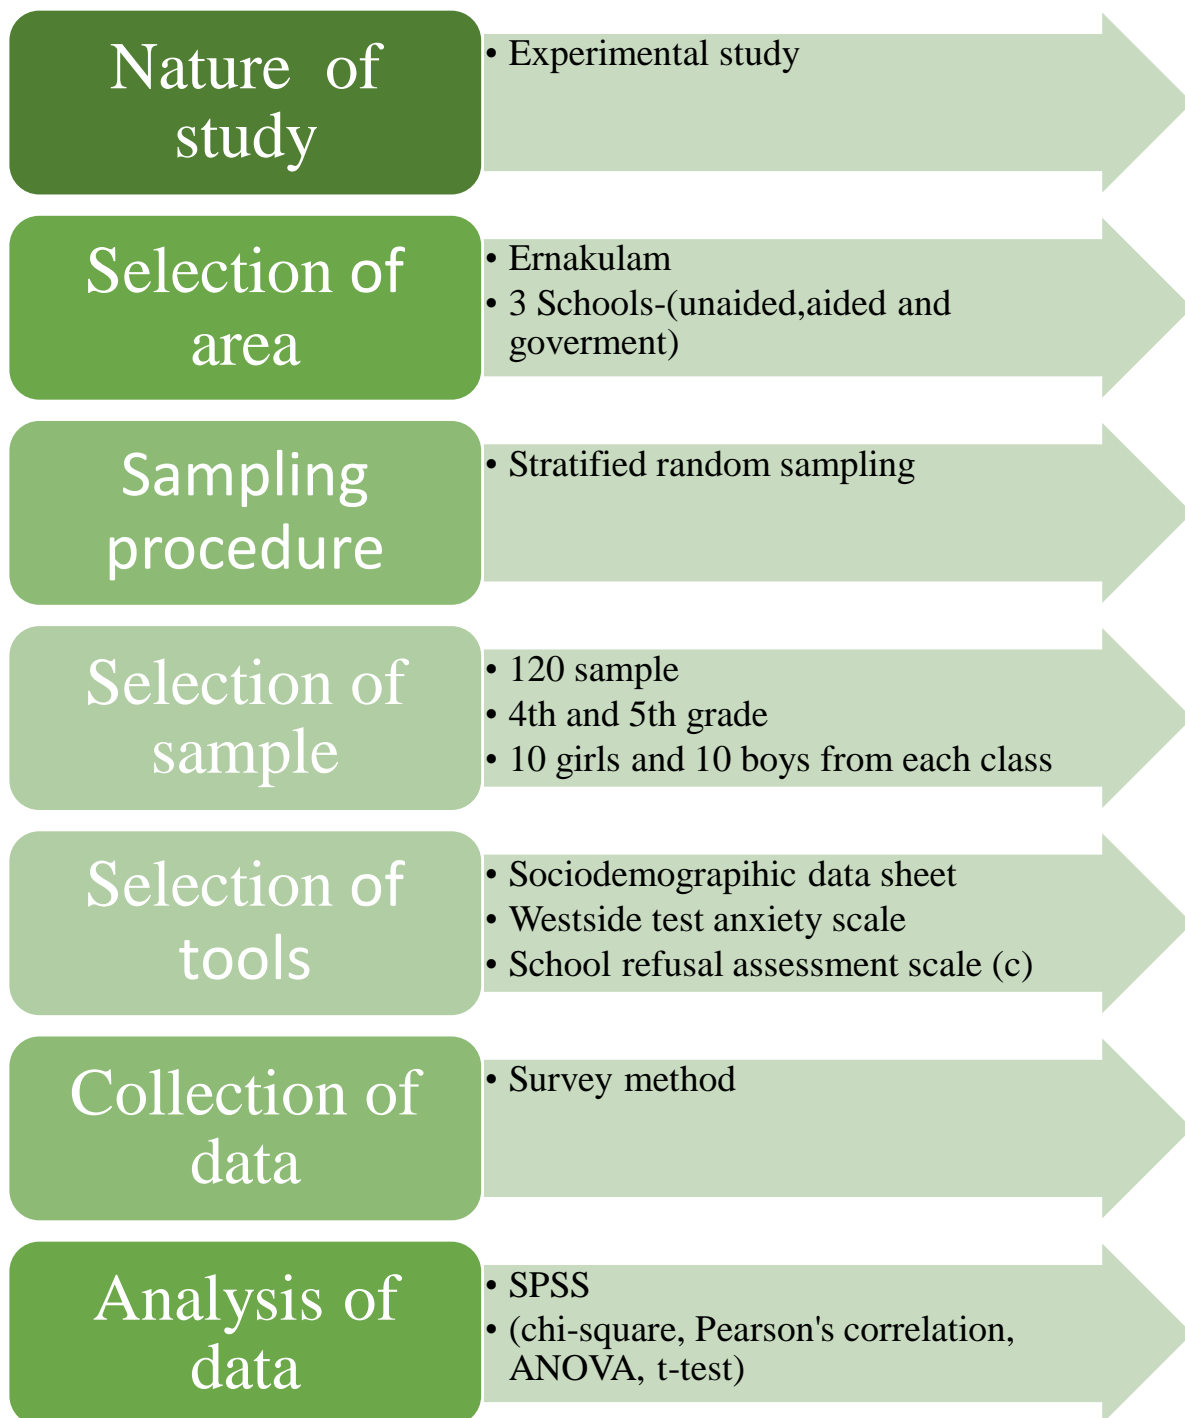 Nature of
study
• Experimental study
Selection of
area
• Ernakulam
• 3 Schools-(unaided,aided and
goverment)
Sampling
procedure
• Stratified random sampling
Selection of
sample
• 120 sample
• 4th and 5th grade
• 10 girls and 10 boys from each class
Selection of
tools
• Sociodemograpihic data sheet
• Westside test anxiety scale
• School refusal assessment scale (c)
Collection of
data
• Survey method
Analysis of
data
• SPSS
• (chi-square, Pearson's correlation,
ANOVA, t-test)